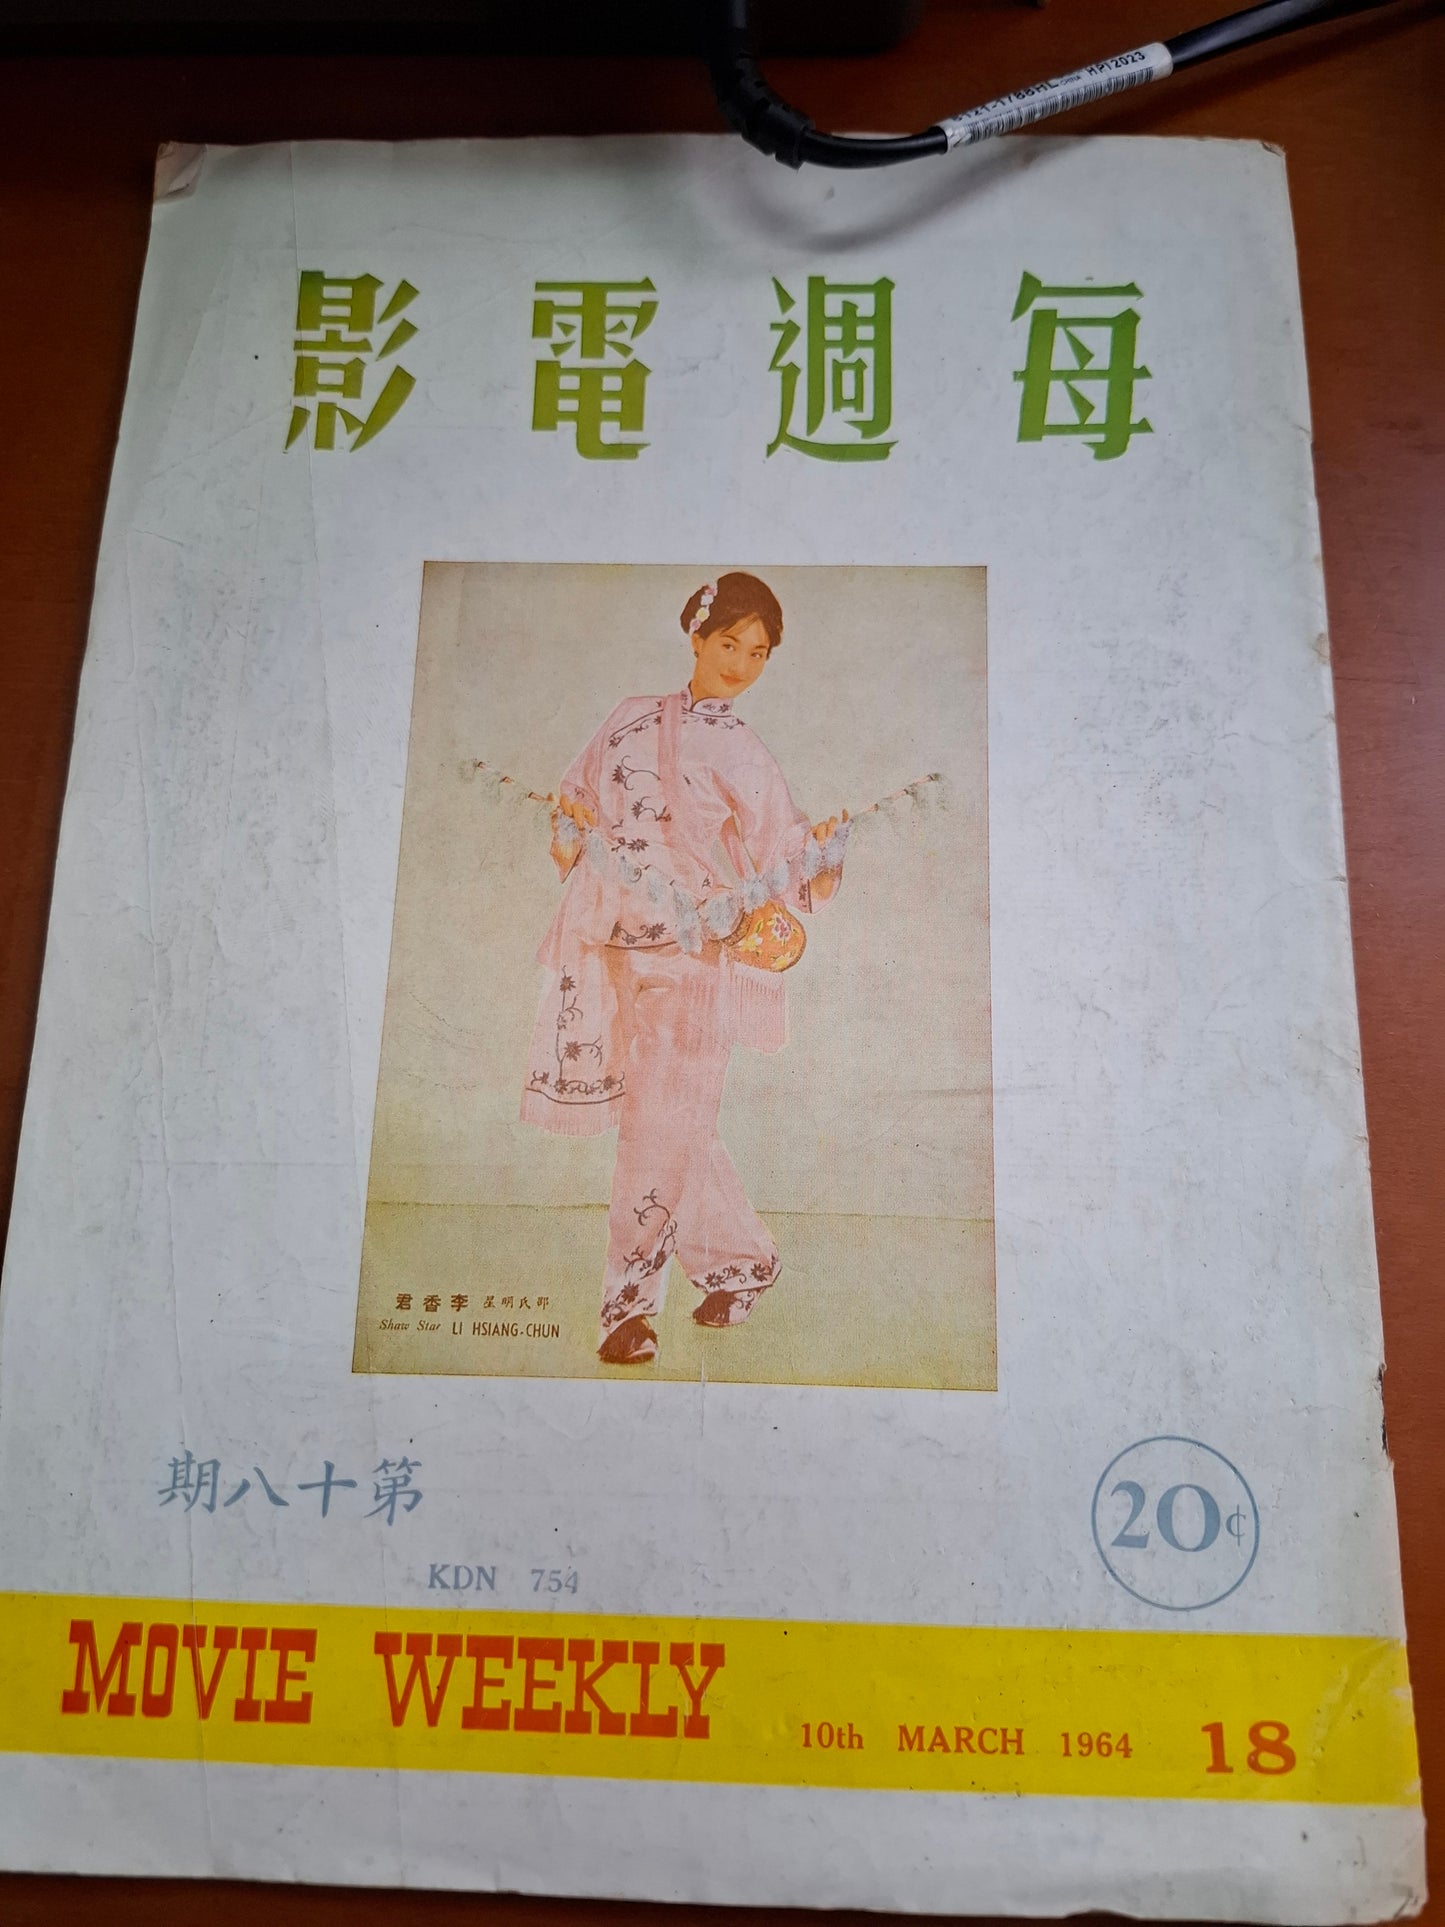 HPI2023
每週電影
邵氏明星 李香君
Shaw Star LI HSIANG-CHUN
第十八期
20¢
KDN 754
MOVIE WEEKLY 10th MARCH 1964 18